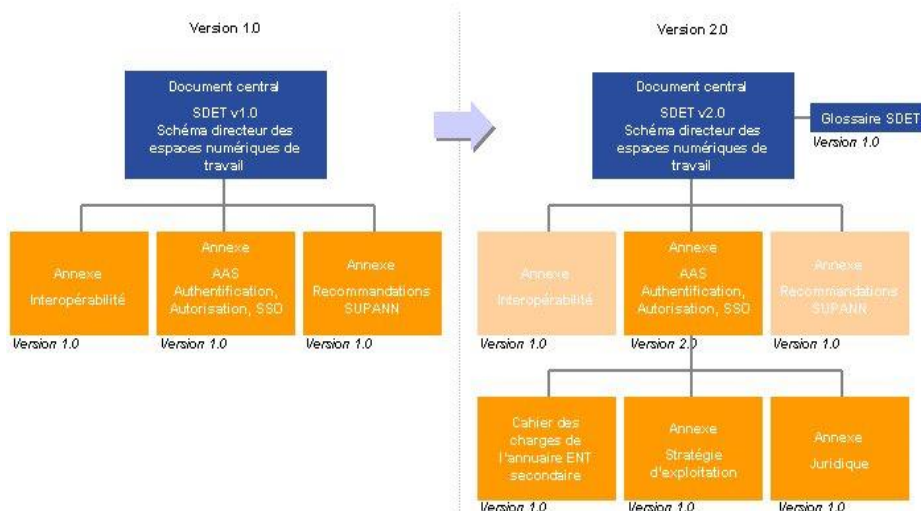 Version 1.0
Document central
SDET v1.0
Schéma directeur des
espaces numériques de
travail
Annexe
Interopérabilité
Version 1.0
Annexe
AAS
Authentification,
Autorisation, SSO
Version 1.0
Annexe
Recommandations
SUPANN
Version 1.0
Version 2.0
Document central
SDET v2.0
Schéma directeur des
espaces numériques de
travail
Glossaire SDET
Version 1.0
Annexe
Interopérabilité
Version 1.0
Annexe
AAS
Authentification,
Autorisation, SSO
Version 2.0
Annexe
Recommandations
SUPANN
Version 1.0
Cahier des
charges de
l'annuaire ENT
secondaire
Version 1.0
Annexe
Stratégie
d'exploitation
Version 1.0
Annexe
Juridique
Version 1.0